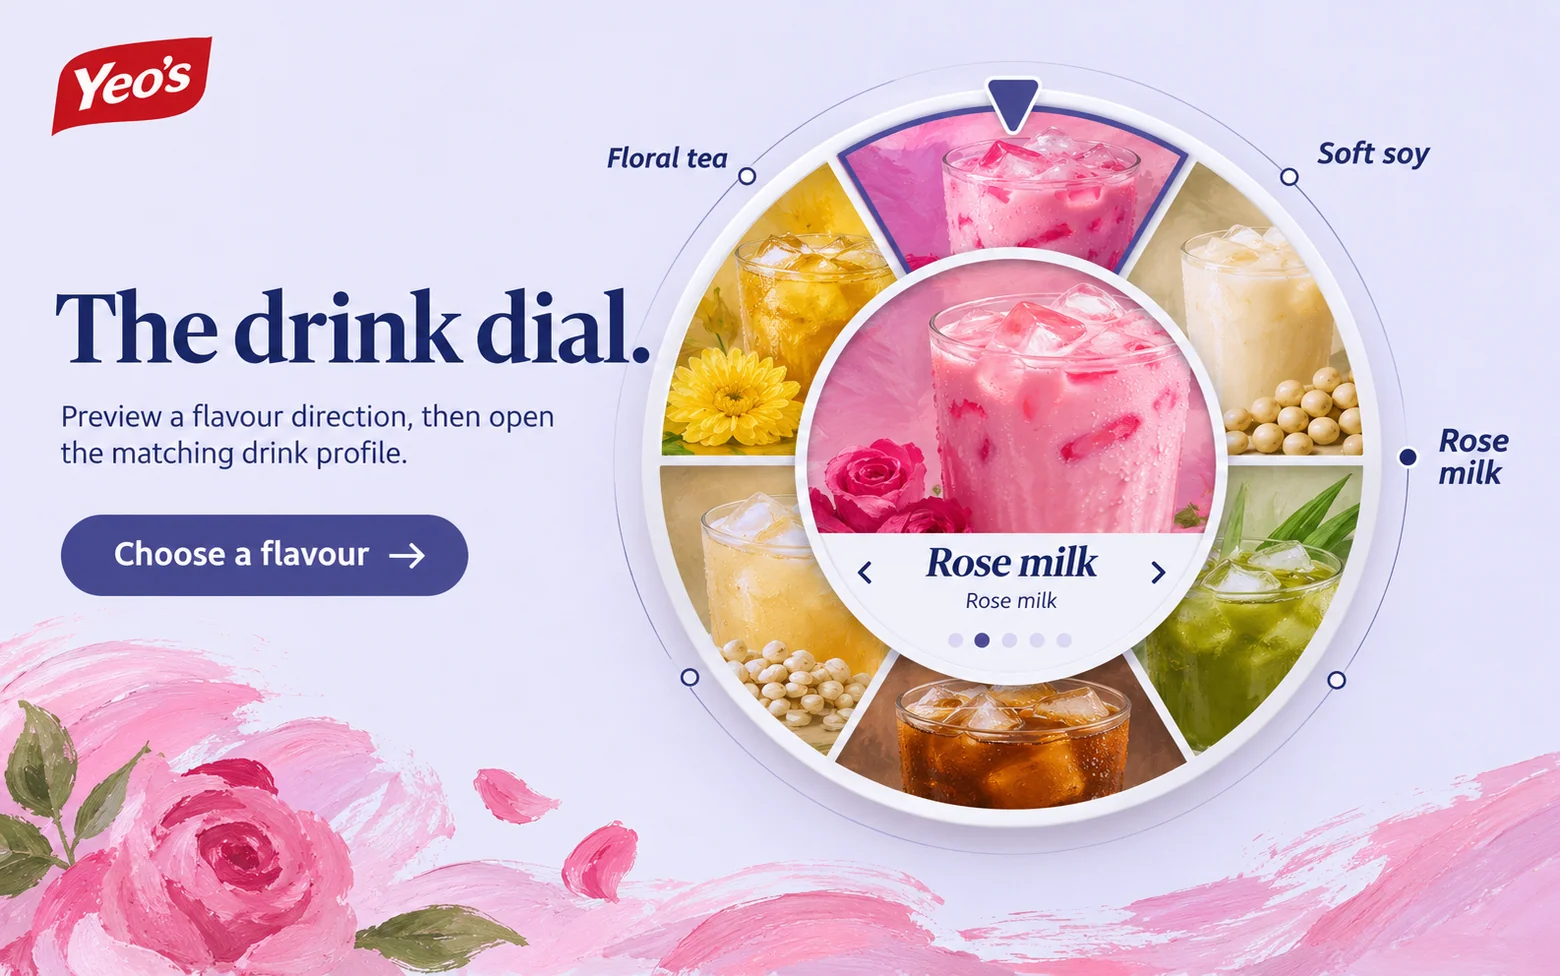 Yeo's
The drink dial.
Preview a flavour direction, then open
the matching drink profile.
Choose a flavour
Floral tea
Soft soy
Rose
milk
Rose milk
Rose milk